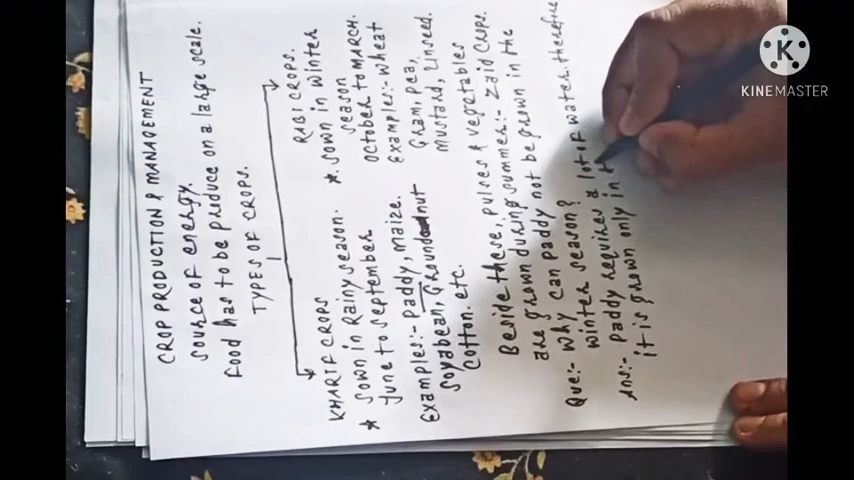 CROP PRODUCTION & MANAGEMENT
source of energy.
Food has to be produce on a large scale.
TYPES OF CROPS.
KHARIF CROPS
★ sown in Rainy season.
June to september
Examples:- Paddy, maize.
Soyabean, Groundnut
Cotton. etc.
RABI CROPS.
★. sown in winter
season
October to MARCH.
Examples:- wheat
Gram, pea,
mustard, Linseed.
Beside these, pulses & vegetables
are grown during summer:- Zaid crops.
Que:- why can paddy not be grown in the
winter season?
Ans:- Paddy requires a lot of water. therefore
it is grown only in
K
KINEMASTER